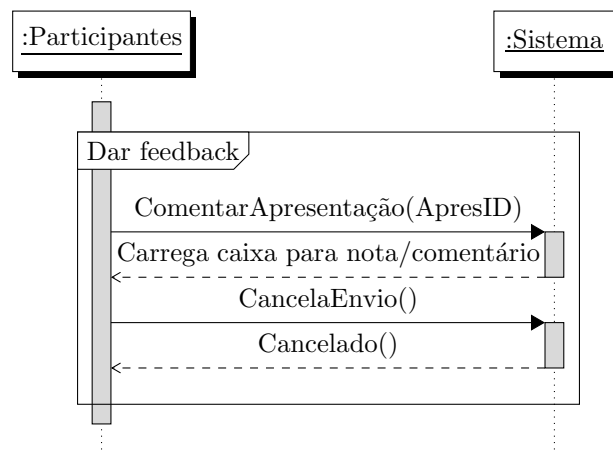 :Participantes
:Sistema
Dar feedback
ComentarApresentação(ApresID)
Carrega caixa para nota/comentário
CancelaEnvio()
Cancelado()